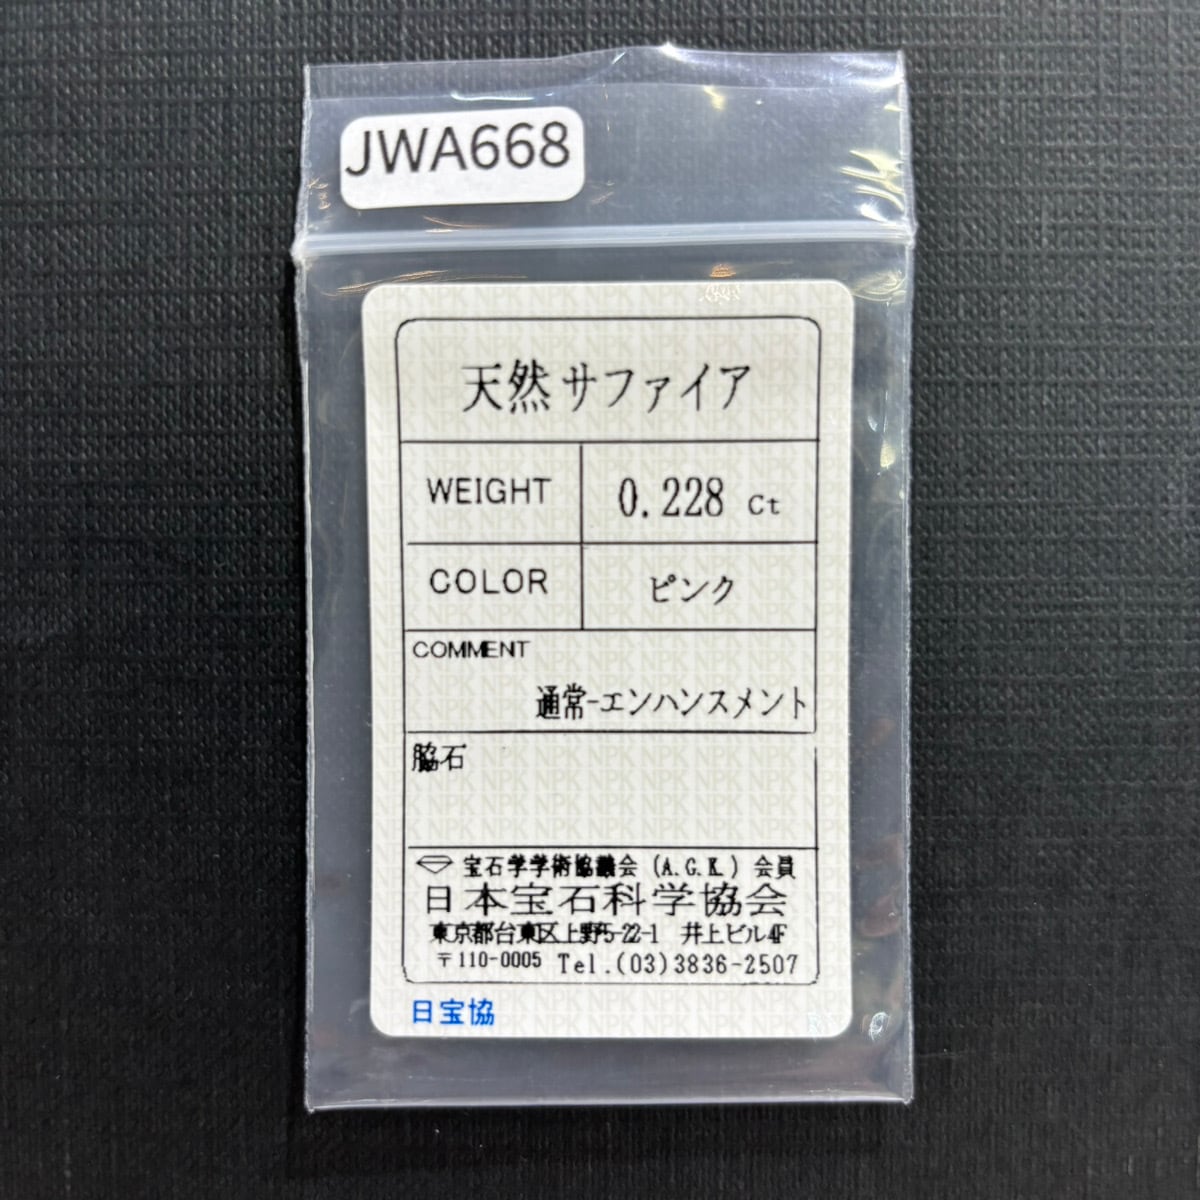 JWA668
天然サファイア
WEIGHT 0.228 Ct
COLOR ピンク
COMMENT
通常-エンハンスメント
脇石
宝石学学術協議会 (A.G.K.) 会員
日本宝石科学協会
東京都台東区上野5-22-1 井上ビル4F
〒110-0005 Tel.(03)3836-2507
日宝協